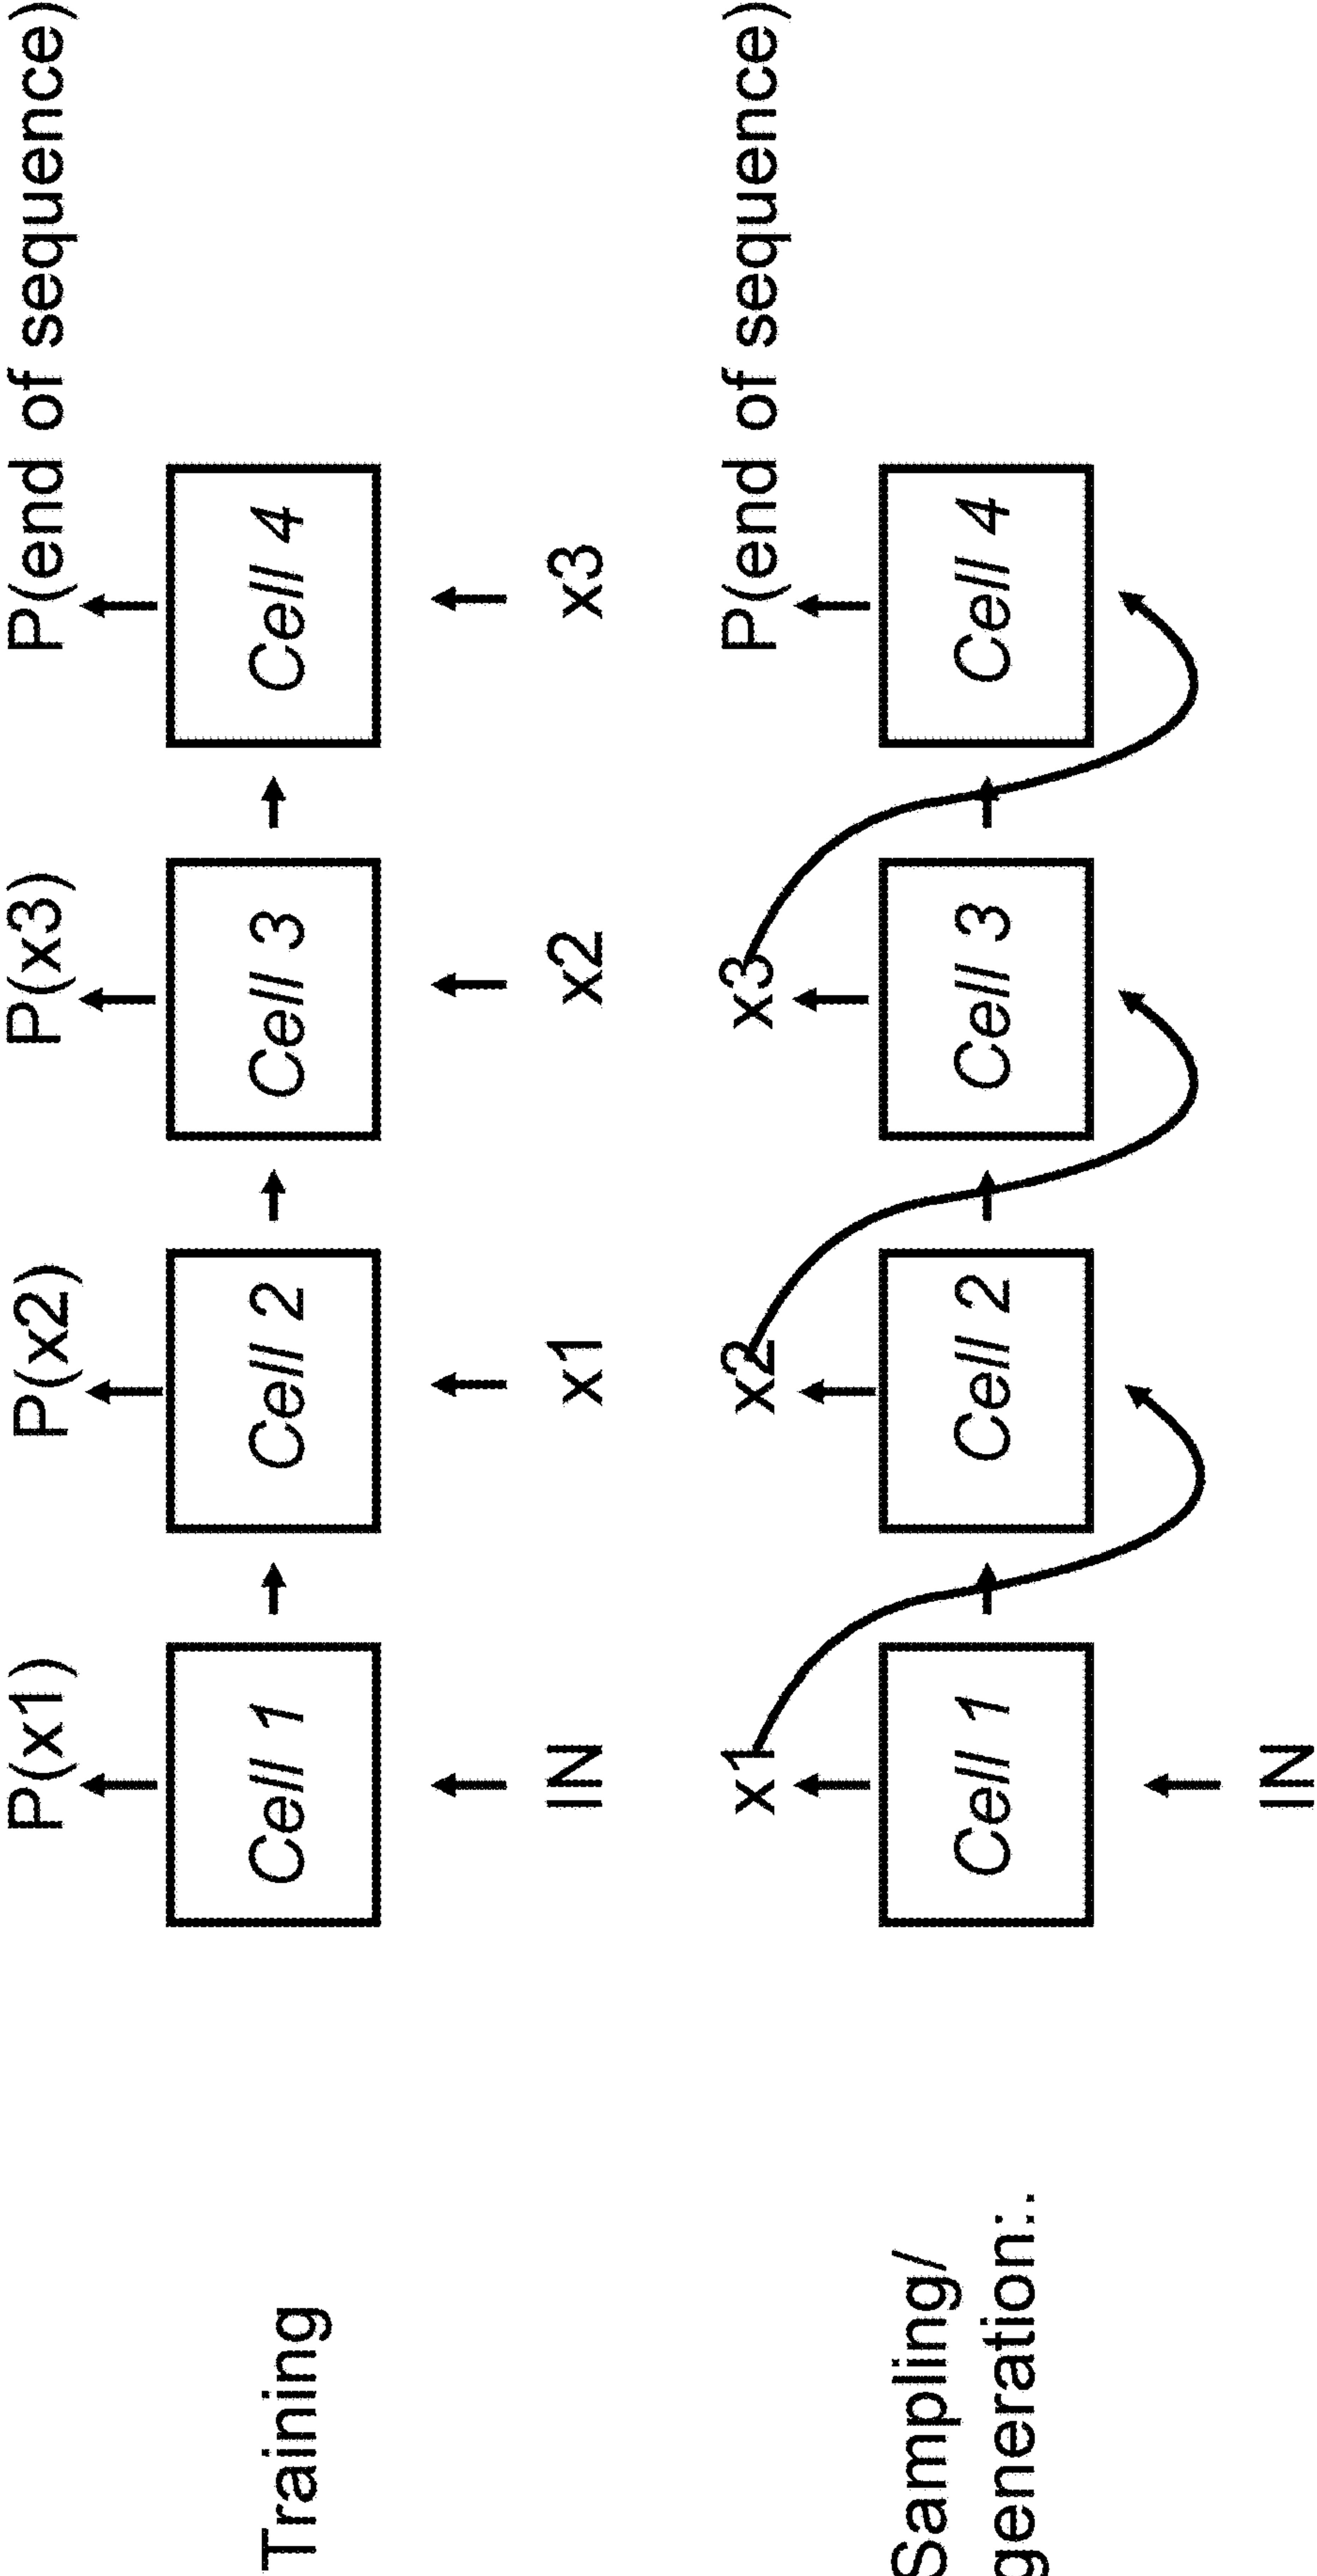 P(x1) P(x2) P(x3) P(end of sequence)
Training Cell 1 Cell 2 Cell 3 Cell 4
IN x1 x2 x3
x1 x2 x3 P(end of sequence)
Sampling/
generation:.
Cell 1 Cell 2 Cell 3 Cell 4
IN